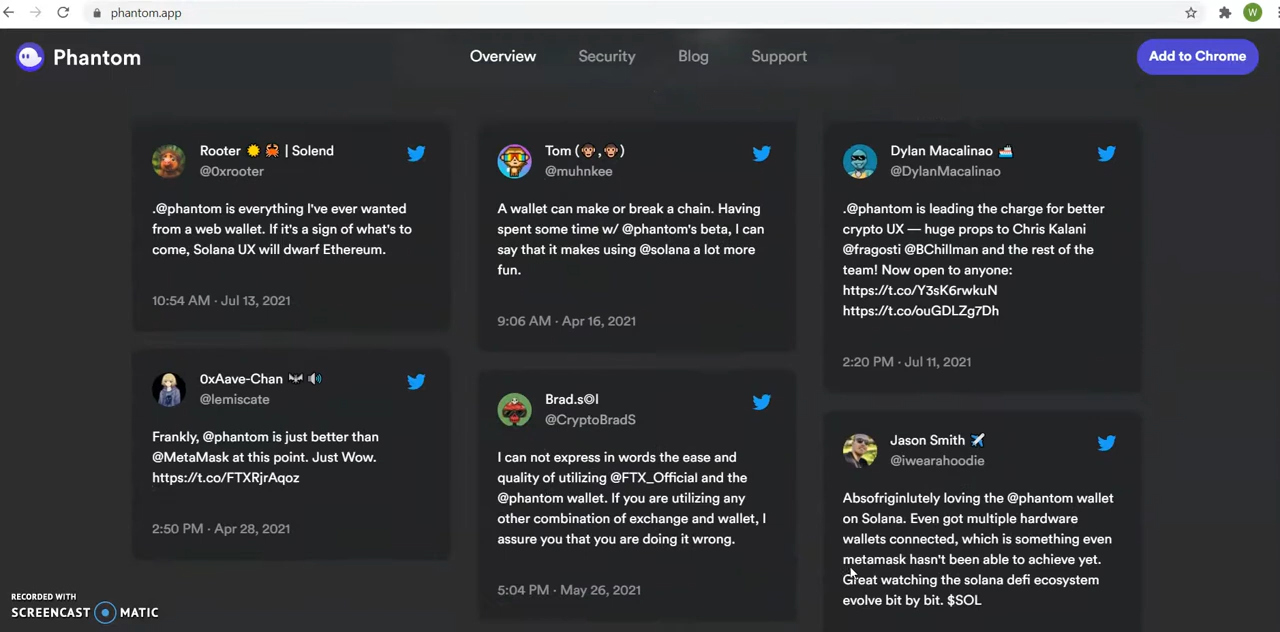 phantom.app
W
Phantom
Overview
Security
Blog
Support
Add to Chrome
Rooter 🌟 🦀 | Solend
@0xrooter
.@phantom is everything I've ever wanted
from a web wallet. If it's a sign of what's to
come, Solana UX will dwarf Ethereum.
10:54 AM · Jul 13, 2021
0xAave-Chan 🦇 🔊
@lemiscate
Frankly, @phantom is just better than
@MetaMask at this point. Just Wow.
https://t.co/FTXRjrAqoz
2:50 PM · Apr 28, 2021
Tom (🐵,🐵)
@muhnkee
A wallet can make or break a chain. Having
spent some time w/ @phantom's beta, I can
say that it makes using @solana a lot more
fun.
9:06 AM · Apr 16, 2021
Brad.s◎l
@CryptoBradS
I can not express in words the ease and
quality of utilizing @FTX_Official and the
@phantom wallet. If you are utilizing any
other combination of exchange and wallet, I
assure you that you are doing it wrong.
5:04 PM · May 26, 2021
Dylan Macalinao 🚢
@DylanMacalinao
.@phantom is leading the charge for better
crypto UX — huge props to Chris Kalani
@fragosti @BChillman and the rest of the
team! Now open to anyone:
https://t.co/Y3sK6rwkuN
https://t.co/ouGDLZg7Dh
2:20 PM · Jul 11, 2021
Jason Smith ✈️
@iwearahoodie
Absofriginlutely loving the @phantom wallet
on Solana. Even got multiple hardware
wallets connected, which is something even
metamask hasn't been able to achieve yet.
Great watching the solana defi ecosystem
evolve bit by bit. $SOL
RECORDED WITH
SCREENCAST MATIC